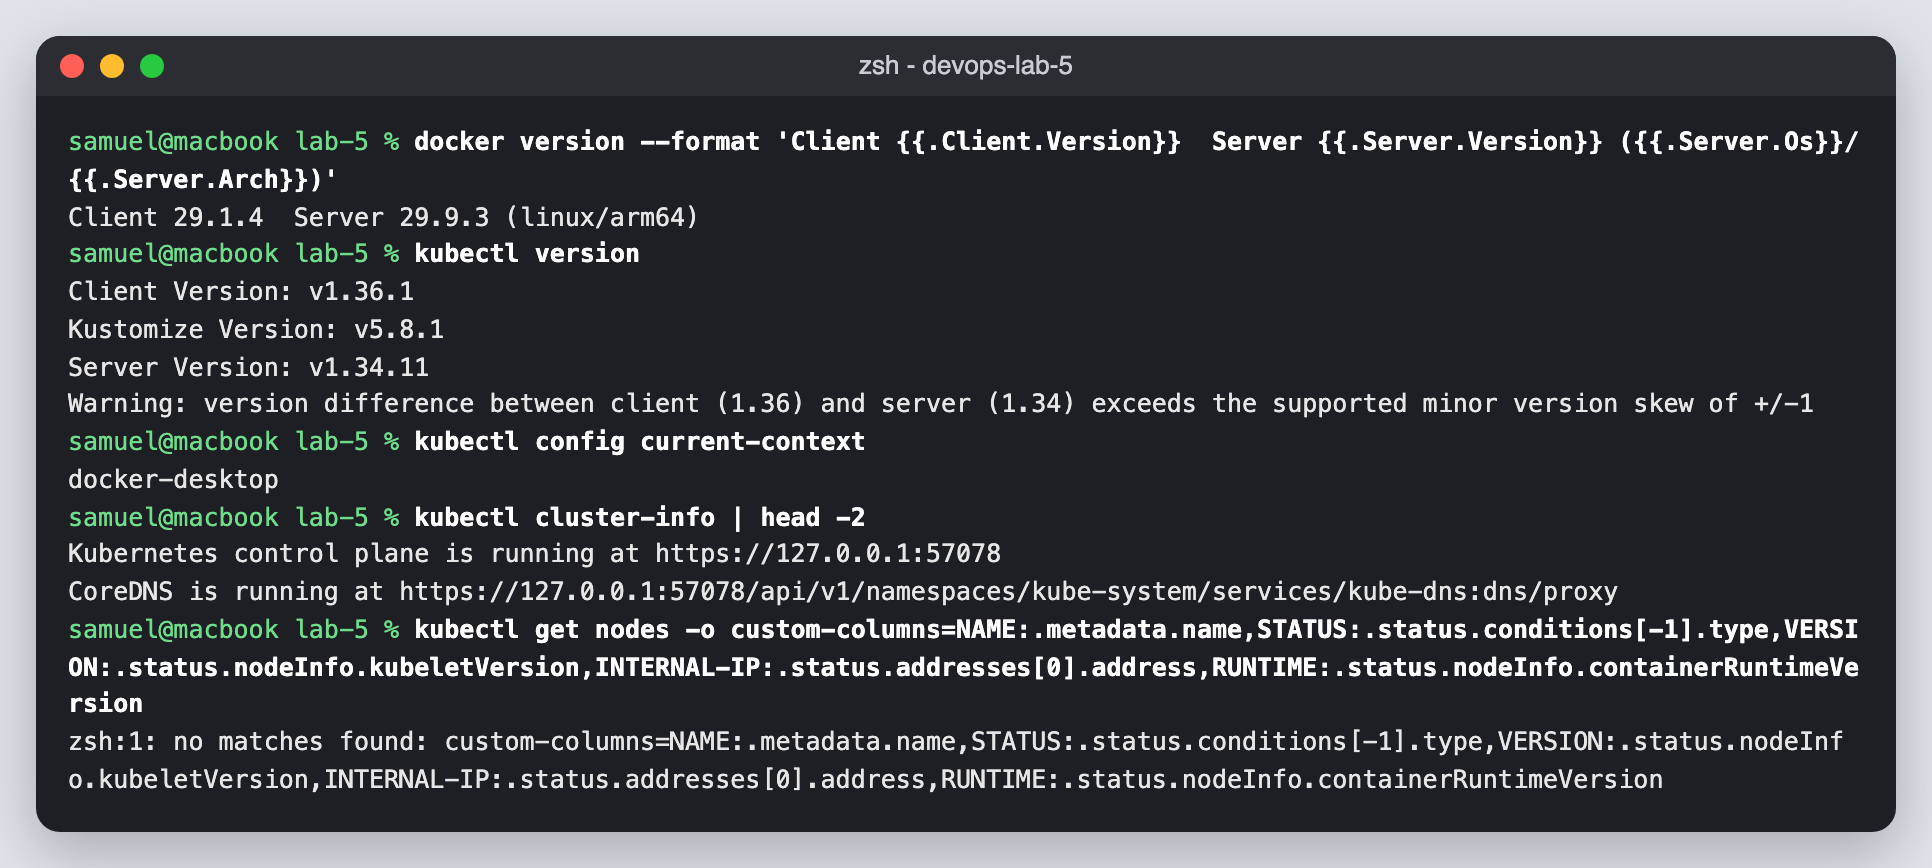 zsh - devops-lab-5
samuel@macbook lab-5 % docker version --format 'Client {{.Client.Version}}  Server {{.Server.Version}} ({{.Server.Os}}/
{{.Server.Arch}})'
Client 29.1.4  Server 29.9.3 (linux/arm64)
samuel@macbook lab-5 % kubectl version
Client Version: v1.36.1
Kustomize Version: v5.8.1
Server Version: v1.34.11
Warning: version difference between client (1.36) and server (1.34) exceeds the supported minor version skew of +/-1
samuel@macbook lab-5 % kubectl config current-context
docker-desktop
samuel@macbook lab-5 % kubectl cluster-info | head -2
Kubernetes control plane is running at https://127.0.0.1:57078
CoreDNS is running at https://127.0.0.1:57078/api/v1/namespaces/kube-system/services/kube-dns:dns/proxy
samuel@macbook lab-5 % kubectl get nodes -o custom-columns=NAME:.metadata.name,STATUS:.status.conditions[-1].type,VERSI
ON:.status.nodeInfo.kubeletVersion,INTERNAL-IP:.status.addresses[0].address,RUNTIME:.status.nodeInfo.containerRuntimeVe
rsion
zsh:1: no matches found: custom-columns=NAME:.metadata.name,STATUS:.status.conditions[-1].type,VERSION:.status.nodeInf
o.kubeletVersion,INTERNAL-IP:.status.addresses[0].address,RUNTIME:.status.nodeInfo.containerRuntimeVersion